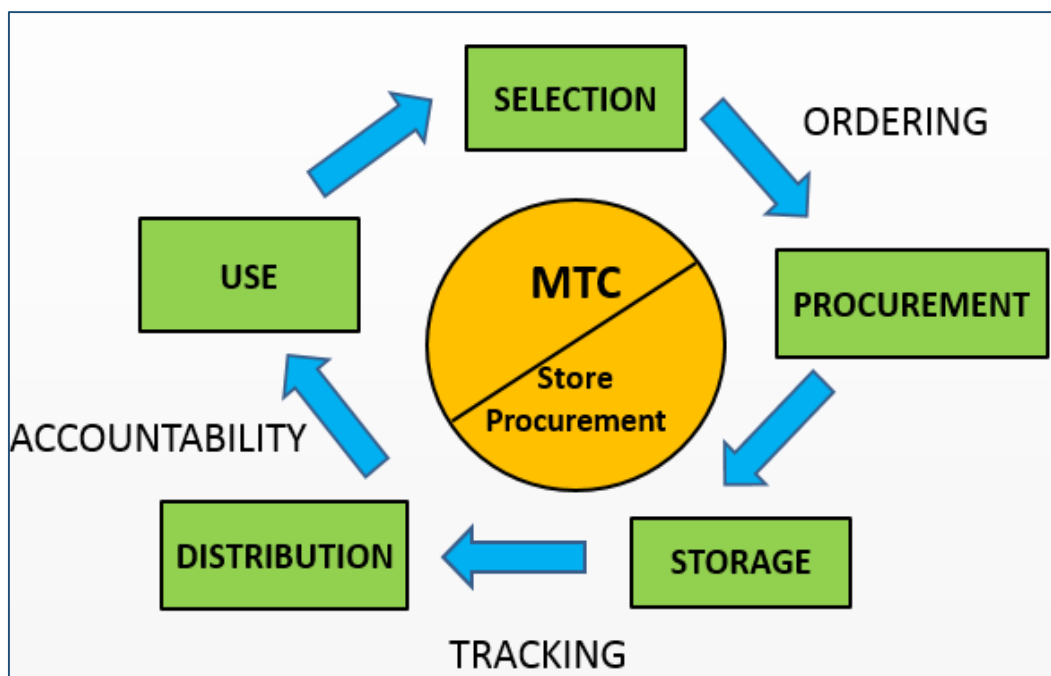 SELECTION
ORDERING
USE
MTC
PROCUREMENT
Store
Procurement
ACCOUNTABILITY
DISTRIBUTION
STORAGE
TRACKING